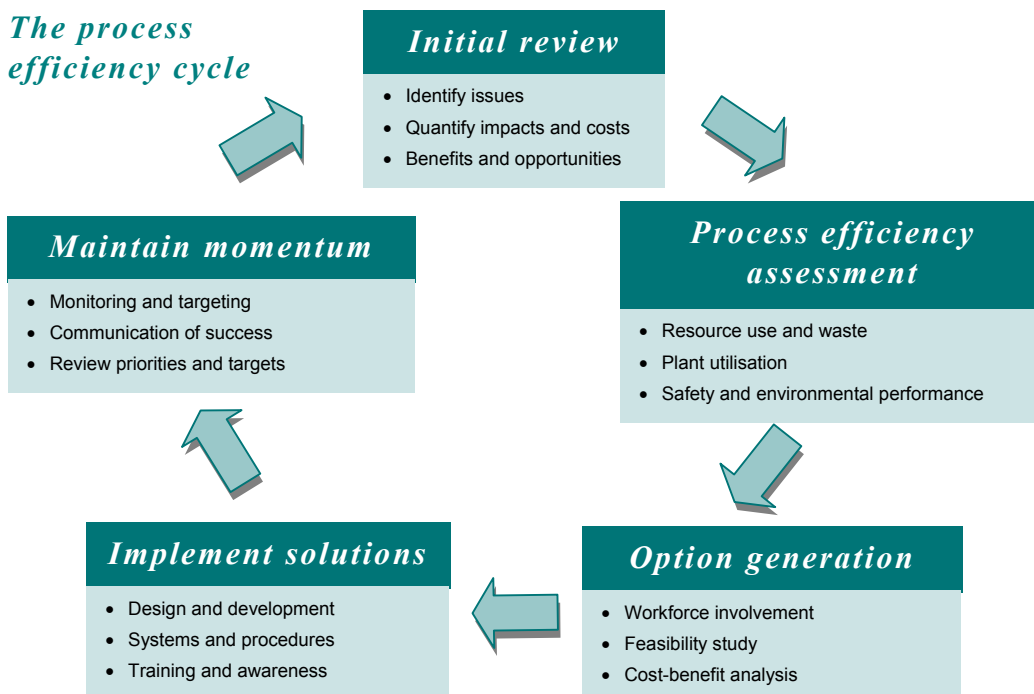 The process
efficiency cycle
Initial review
• Identify issues
• Quantify impacts and costs
• Benefits and opportunities
Process efficiency
assessment
• Resource use and waste
• Plant utilisation
• Safety and environmental performance
Option generation
• Workforce involvement
• Feasibility study
• Cost-benefit analysis
Implement solutions
• Design and development
• Systems and procedures
• Training and awareness
Maintain momentum
• Monitoring and targeting
• Communication of success
• Review priorities and targets